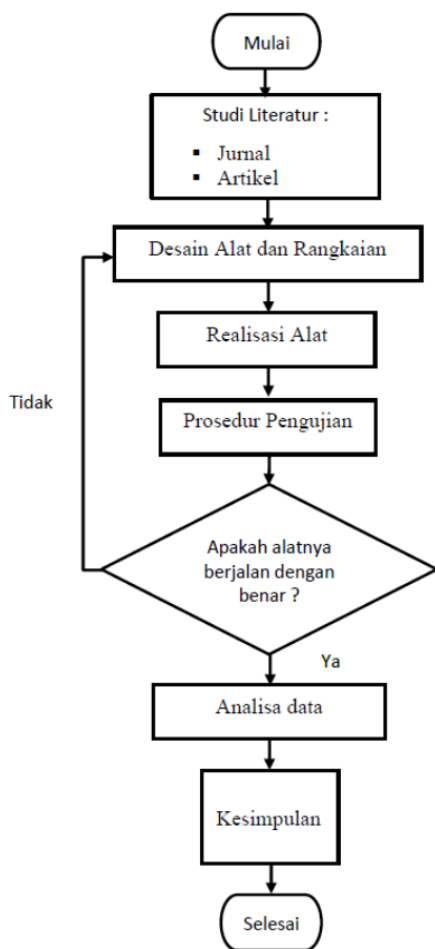 Mulai
Studi Literatur :
▪ Jurnal
▪ Artikel
Desain Alat dan Rangkaian
Realisasi Alat
Tidak
Prosedur Pengujian
Apakah alatnya
berjalan dengan
benar ?
Ya
Analisa data
Kesimpulan
Selesai